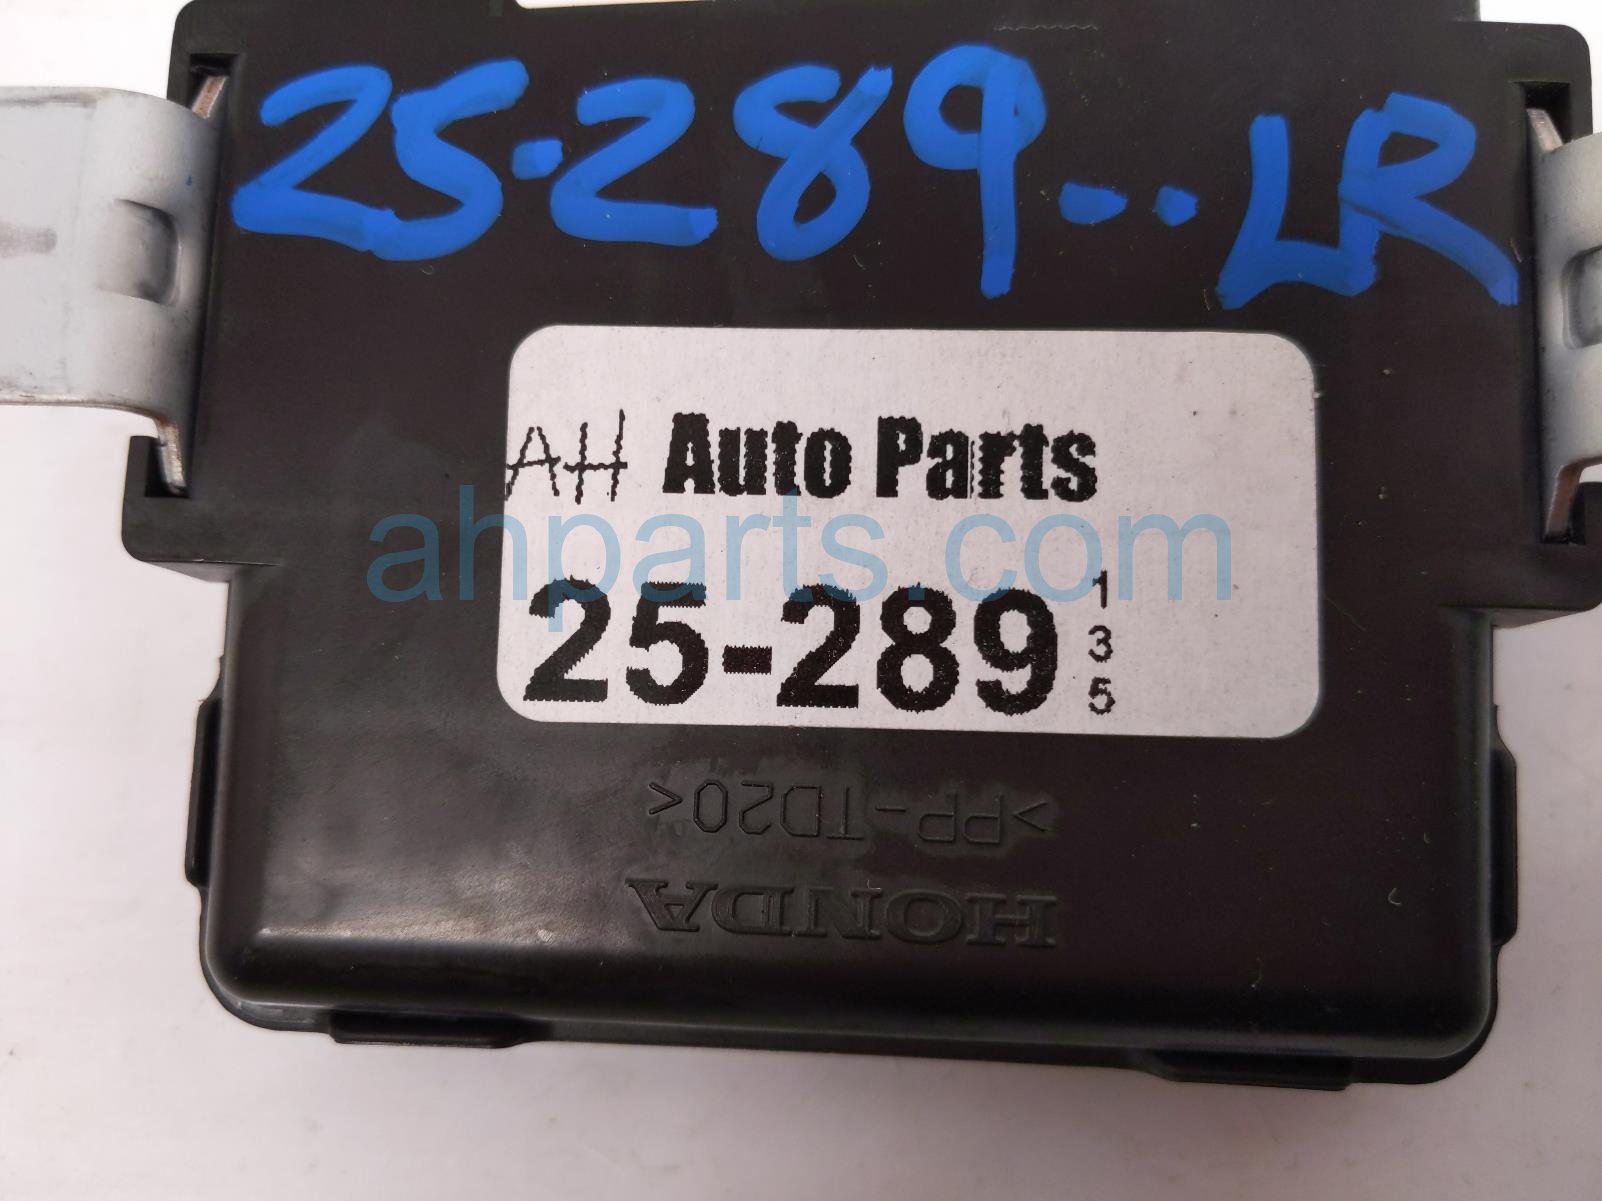 25-289--LR
AH Auto Parts
ahparts.com
25-289
1
3
5
>PP-TD20<
HONDA